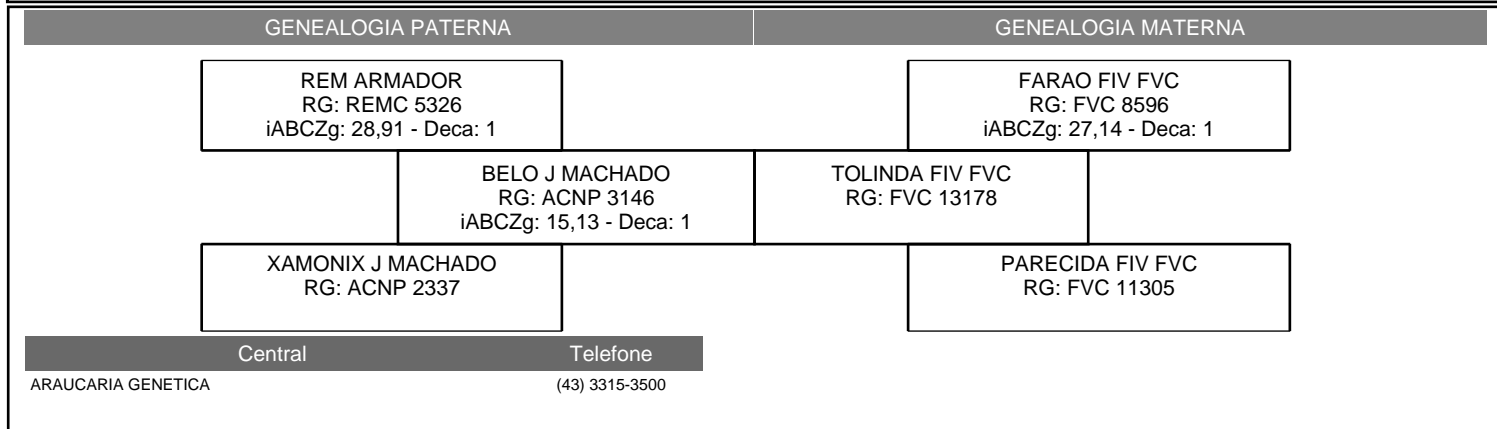 GENEALOGIA PATERNA
GENEALOGIA MATERNA
REM ARMADOR
RG: REMC 5326
iABCZg: 28,91 - Deca: 1
FARAO FIV FVC
RG: FVC 8596
iABCZg: 27,14 - Deca: 1
BELO J MACHADO
RG: ACNP 3146
iABCZg: 15,13 - Deca: 1
TOLINDA FIV FVC
RG: FVC 13178
XAMONIX J MACHADO
RG: ACNP 2337
PARECIDA FIV FVC
RG: FVC 11305
Central
Telefone
ARAUCARIA GENETICA
(43) 3315-3500